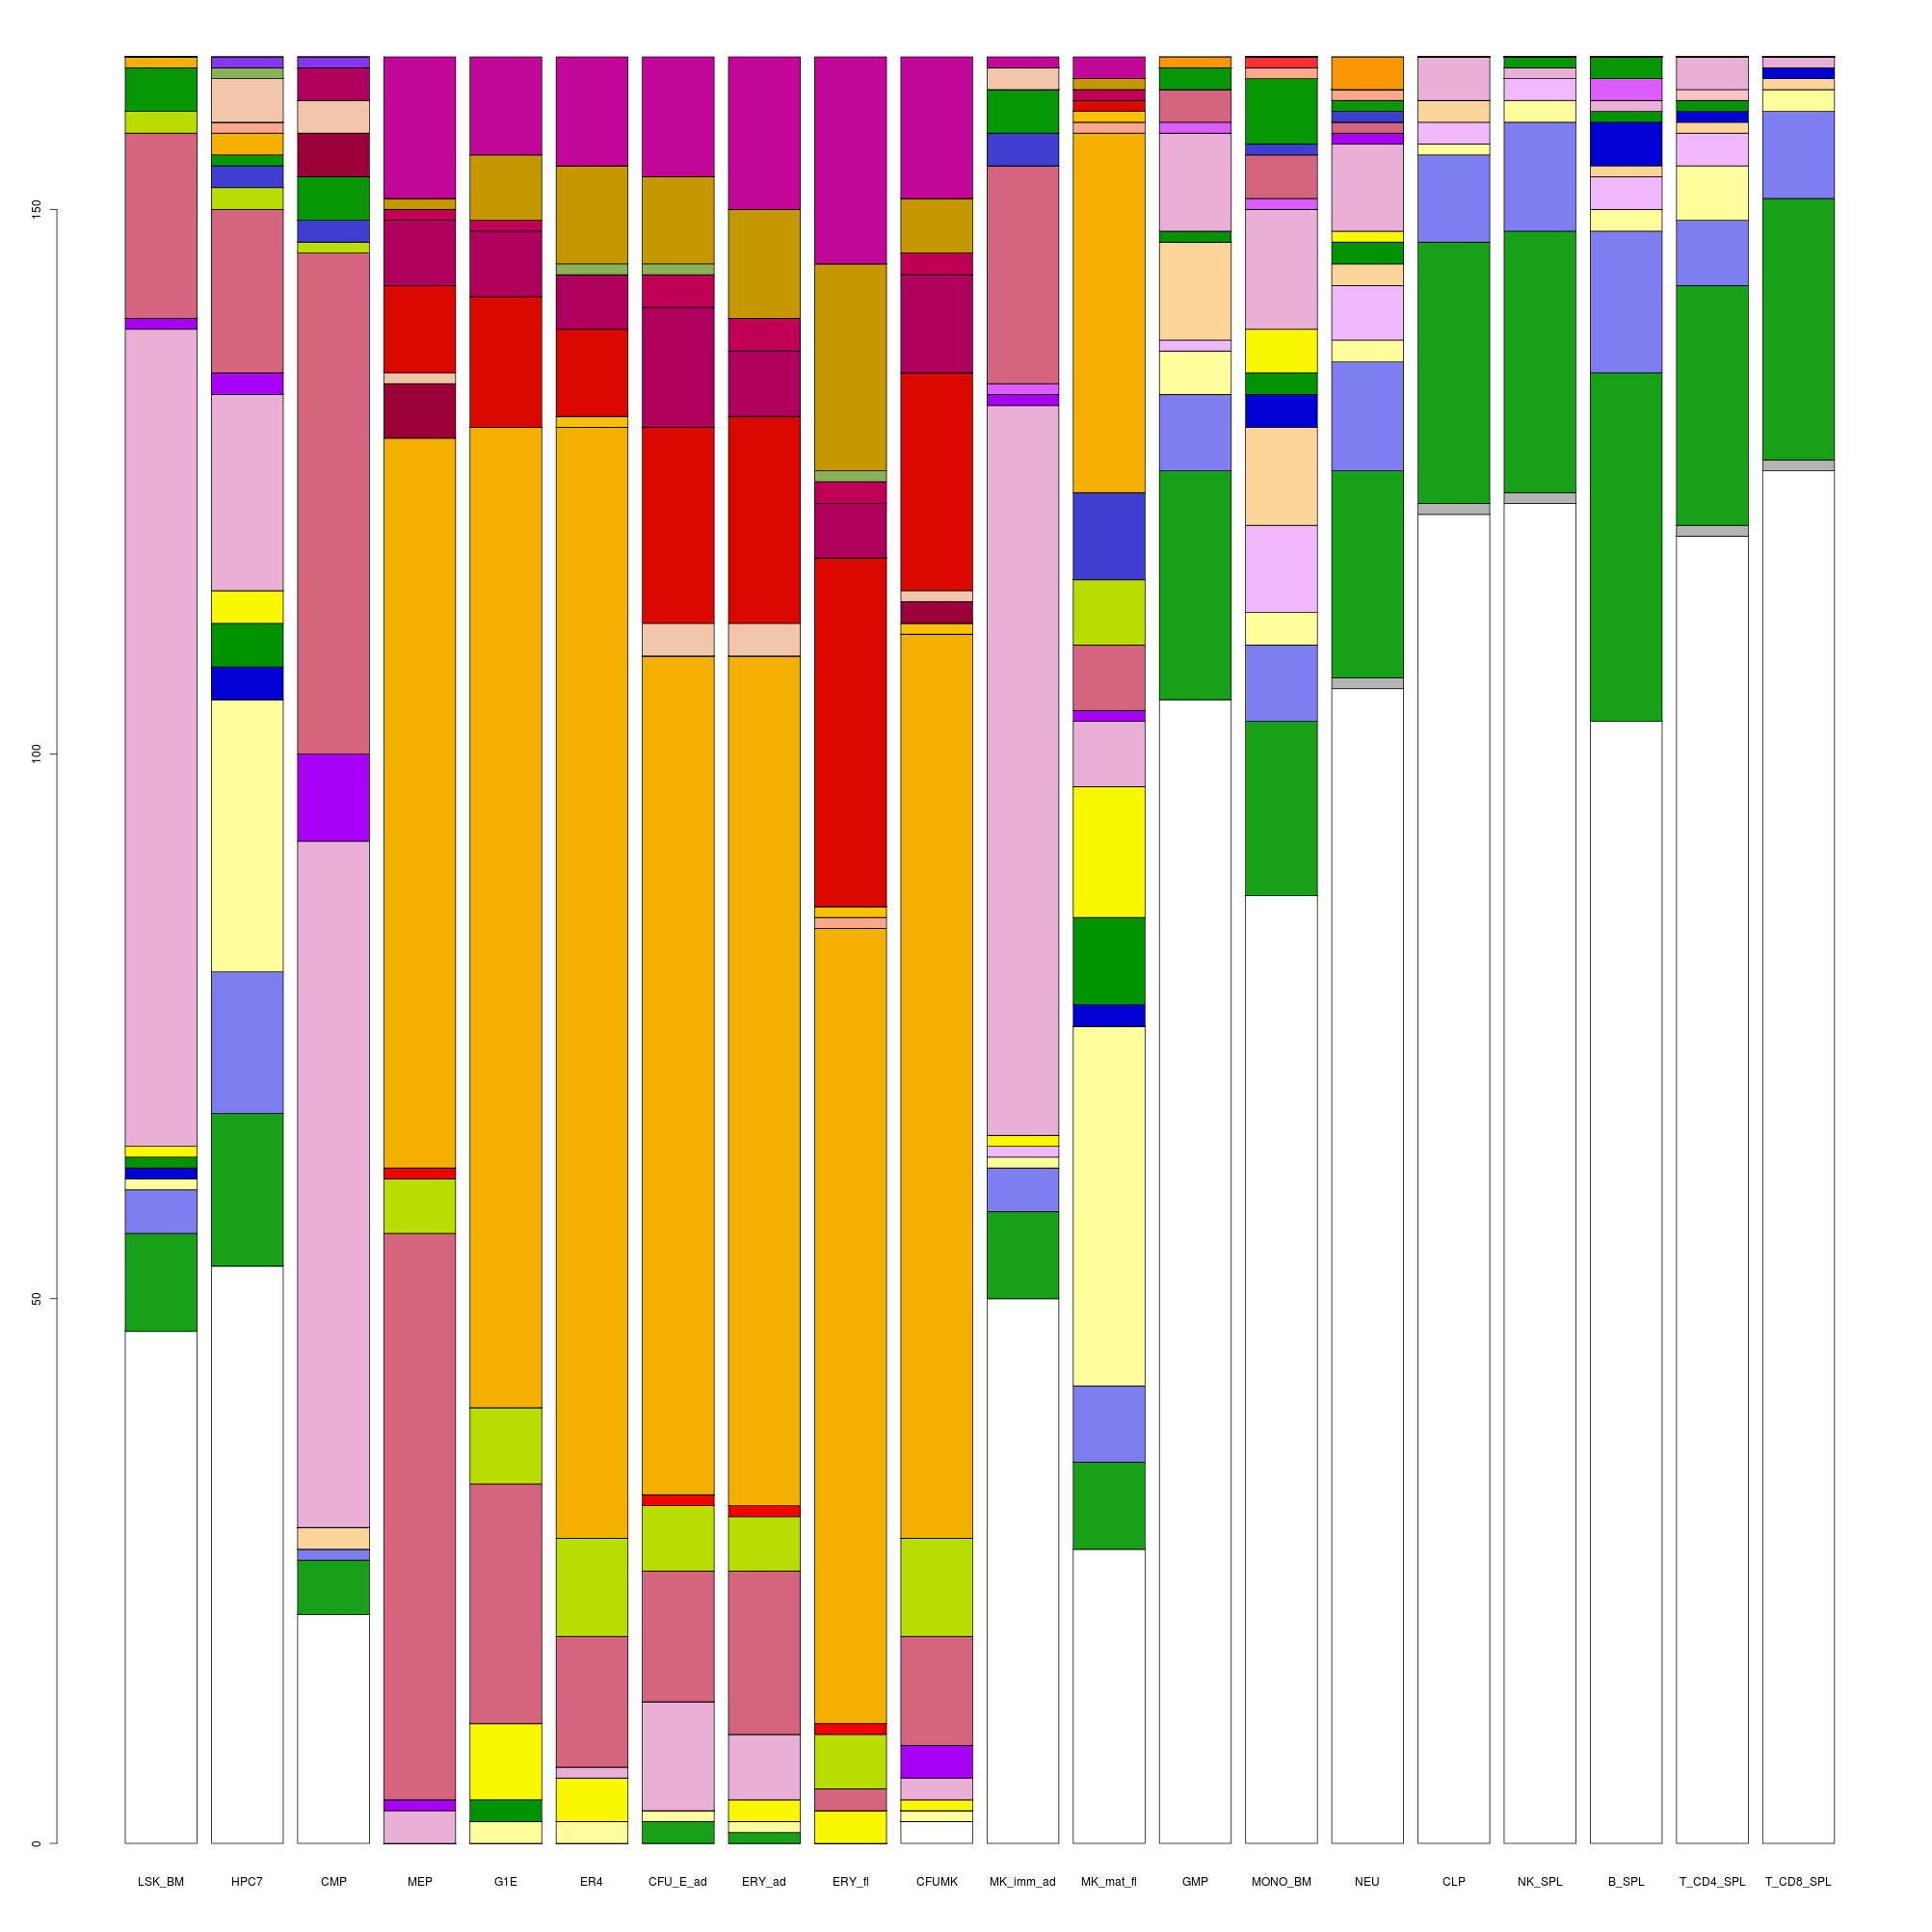 150
100
50
0
LSK_BM HPC7 CMP MEP G1E ER4 CFU_E_ad ERY_ad ERY_fl CFUMK MK_imm_ad MK_mat_fl GMP MONO_BM NEU CLP NK_SPL B_SPL T_CD4_SPL T_CD8_SPL